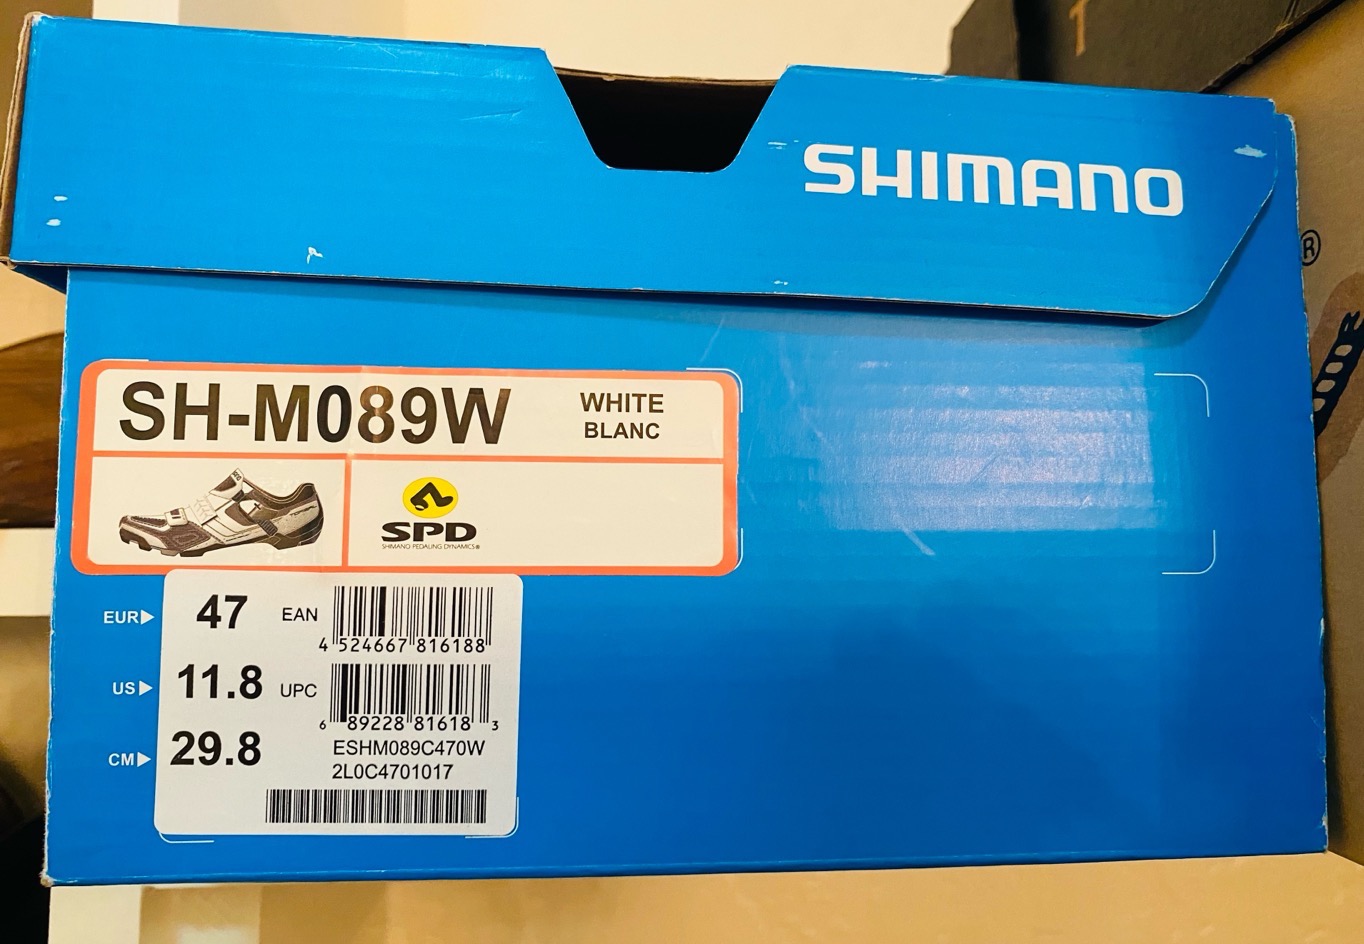 T
SHIMANO
®
SH-M089W
WHITE
BLANC
SPD
SHIMANO PEDALING DYNAMICS®
EUR▶ 47 EAN
4 524667 816188
US▶ 11.8 UPC
6 89228 81618 3
CM▶ 29.8
ESHM089C470W
2L0C4701017